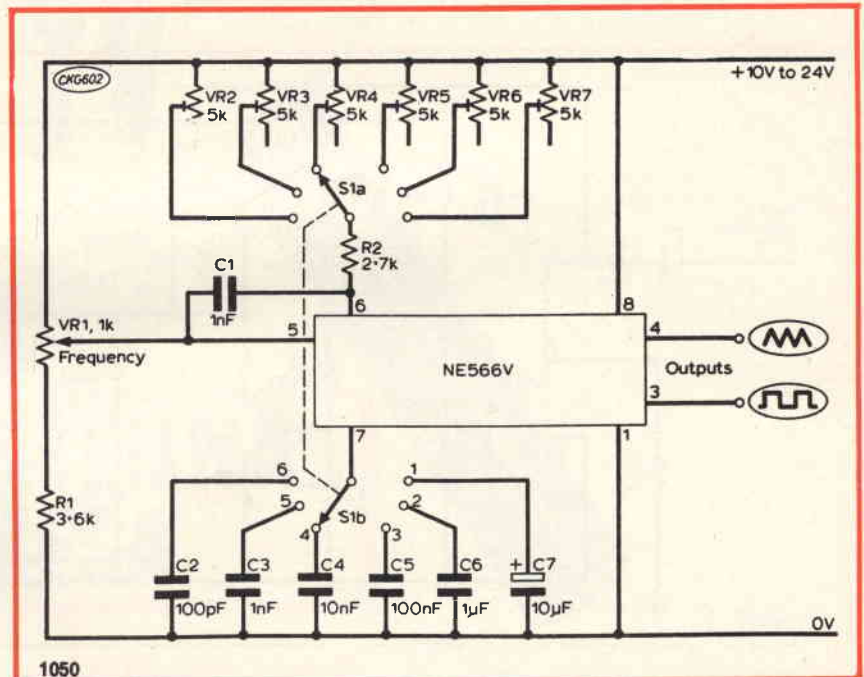 CKG602
+10V to 24V
VR2
5k
VR3
5k
VR4
5k
VR5
5k
VR6
5k
VR7
5k
S1a
R2
2·7k
C1
1nF
VR1, 1k
Frequency
5
6
8
4
NE566V
Outputs
3
7
1
R1
3·6k
6
5
4
S1b
3
2
1
C2
100pF
C3
1nF
C4
10nF
C5
100nF
C6
1µF
+
C7
10µF
0V
1050